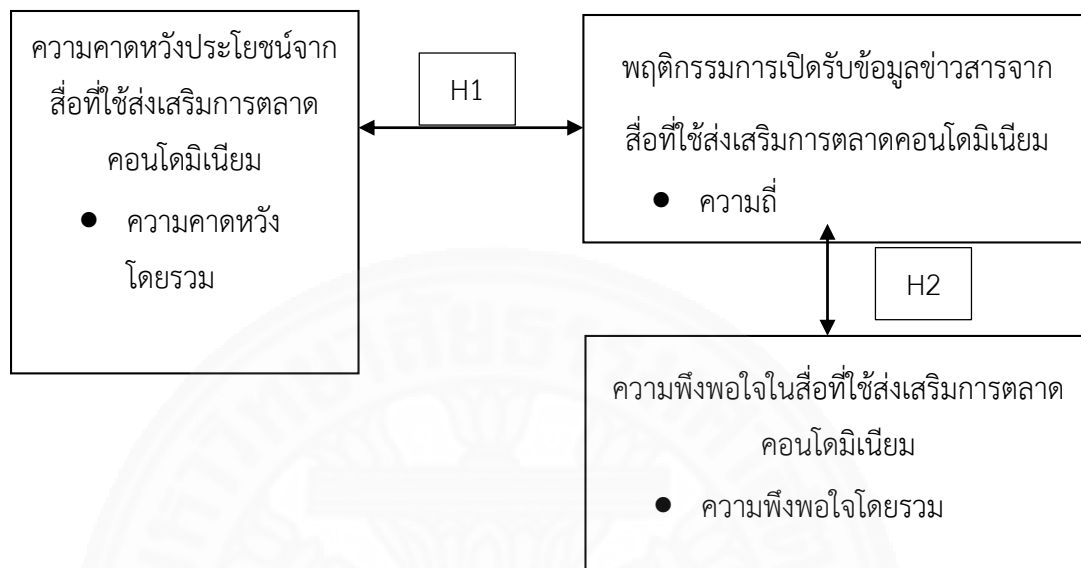 ความคาดหวังประโยชน์จาก
สื่อที่ใช้ส่งเสริมการตลาด
คอนโดมิเนียม
● ความคาดหวัง
โดยรวม
H1
พฤติกรรมการเปิดรับข้อมูลข่าวสารจาก
สื่อที่ใช้ส่งเสริมการตลาดคอนโดมิเนียม
● ความถี่
H2
ความพึงพอใจในสื่อที่ใช้ส่งเสริมการตลาด
คอนโดมิเนียม
● ความพึงพอใจโดยรวม